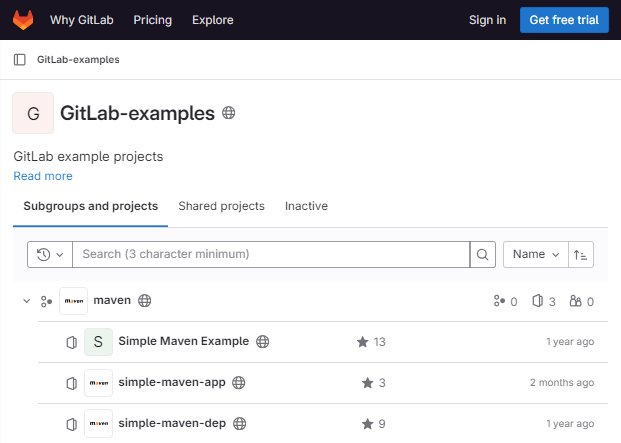 Why GitLab Pricing Explore Sign in Get free trial
GitLab-examples
G GitLab-examples
GitLab example projects
Read more
Subgroups and projects Shared projects Inactive
Search (3 character minimum) Name
maven maven 0 3 0
S Simple Maven Example 13 1 year ago
maven simple-maven-app 3 2 months ago
maven simple-maven-dep 9 1 year ago